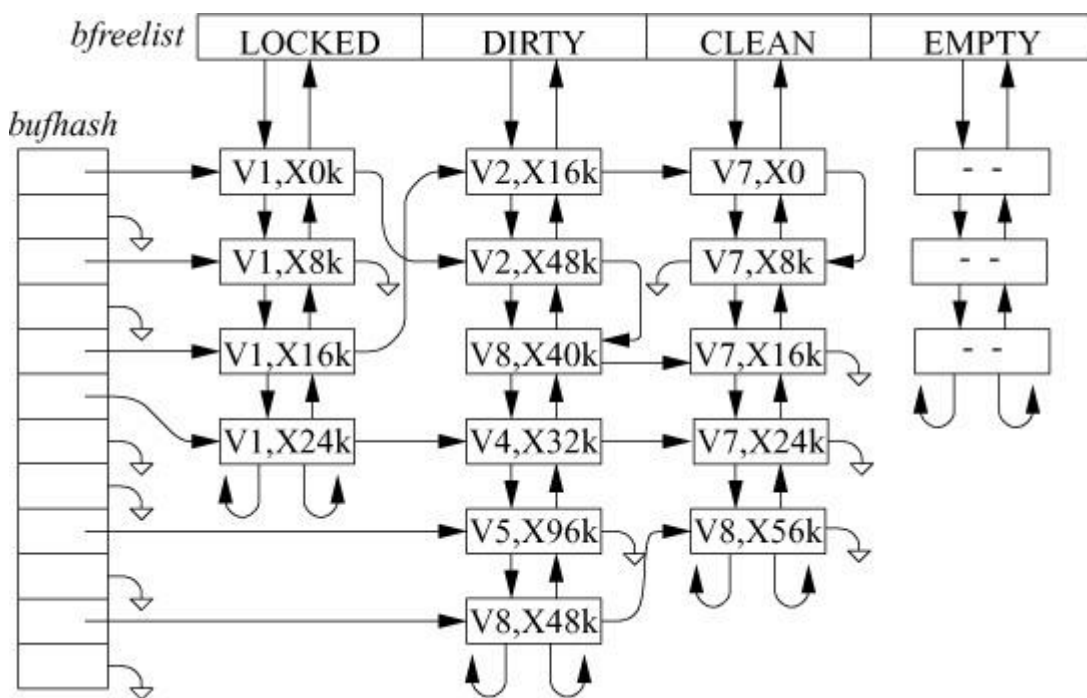 bfreelist LOCKED DIRTY CLEAN EMPTY
bufhash
V1,X0k V2,X16k V7,X0 - -
V1,X8k V2,X48k V7,X8k - -
V1,X16k V8,X40k V7,X16k - -
V1,X24k V4,X32k V7,X24k
V5,X96k V8,X56k
V8,X48k